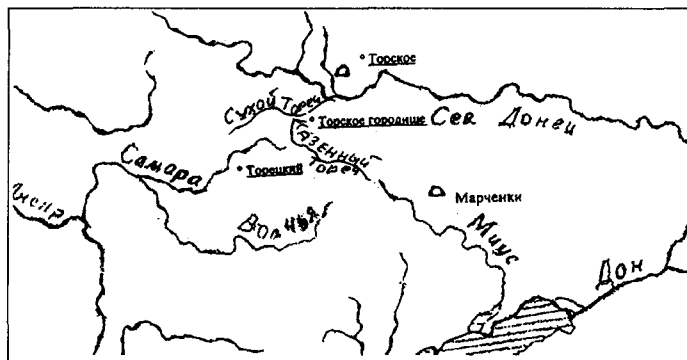 Торское
Сухой Торец
Торское городище
Сев Донец
Казенный Торец
Самара
Торецкий
Днепр
Волчья
Марченки
Миус
Дон